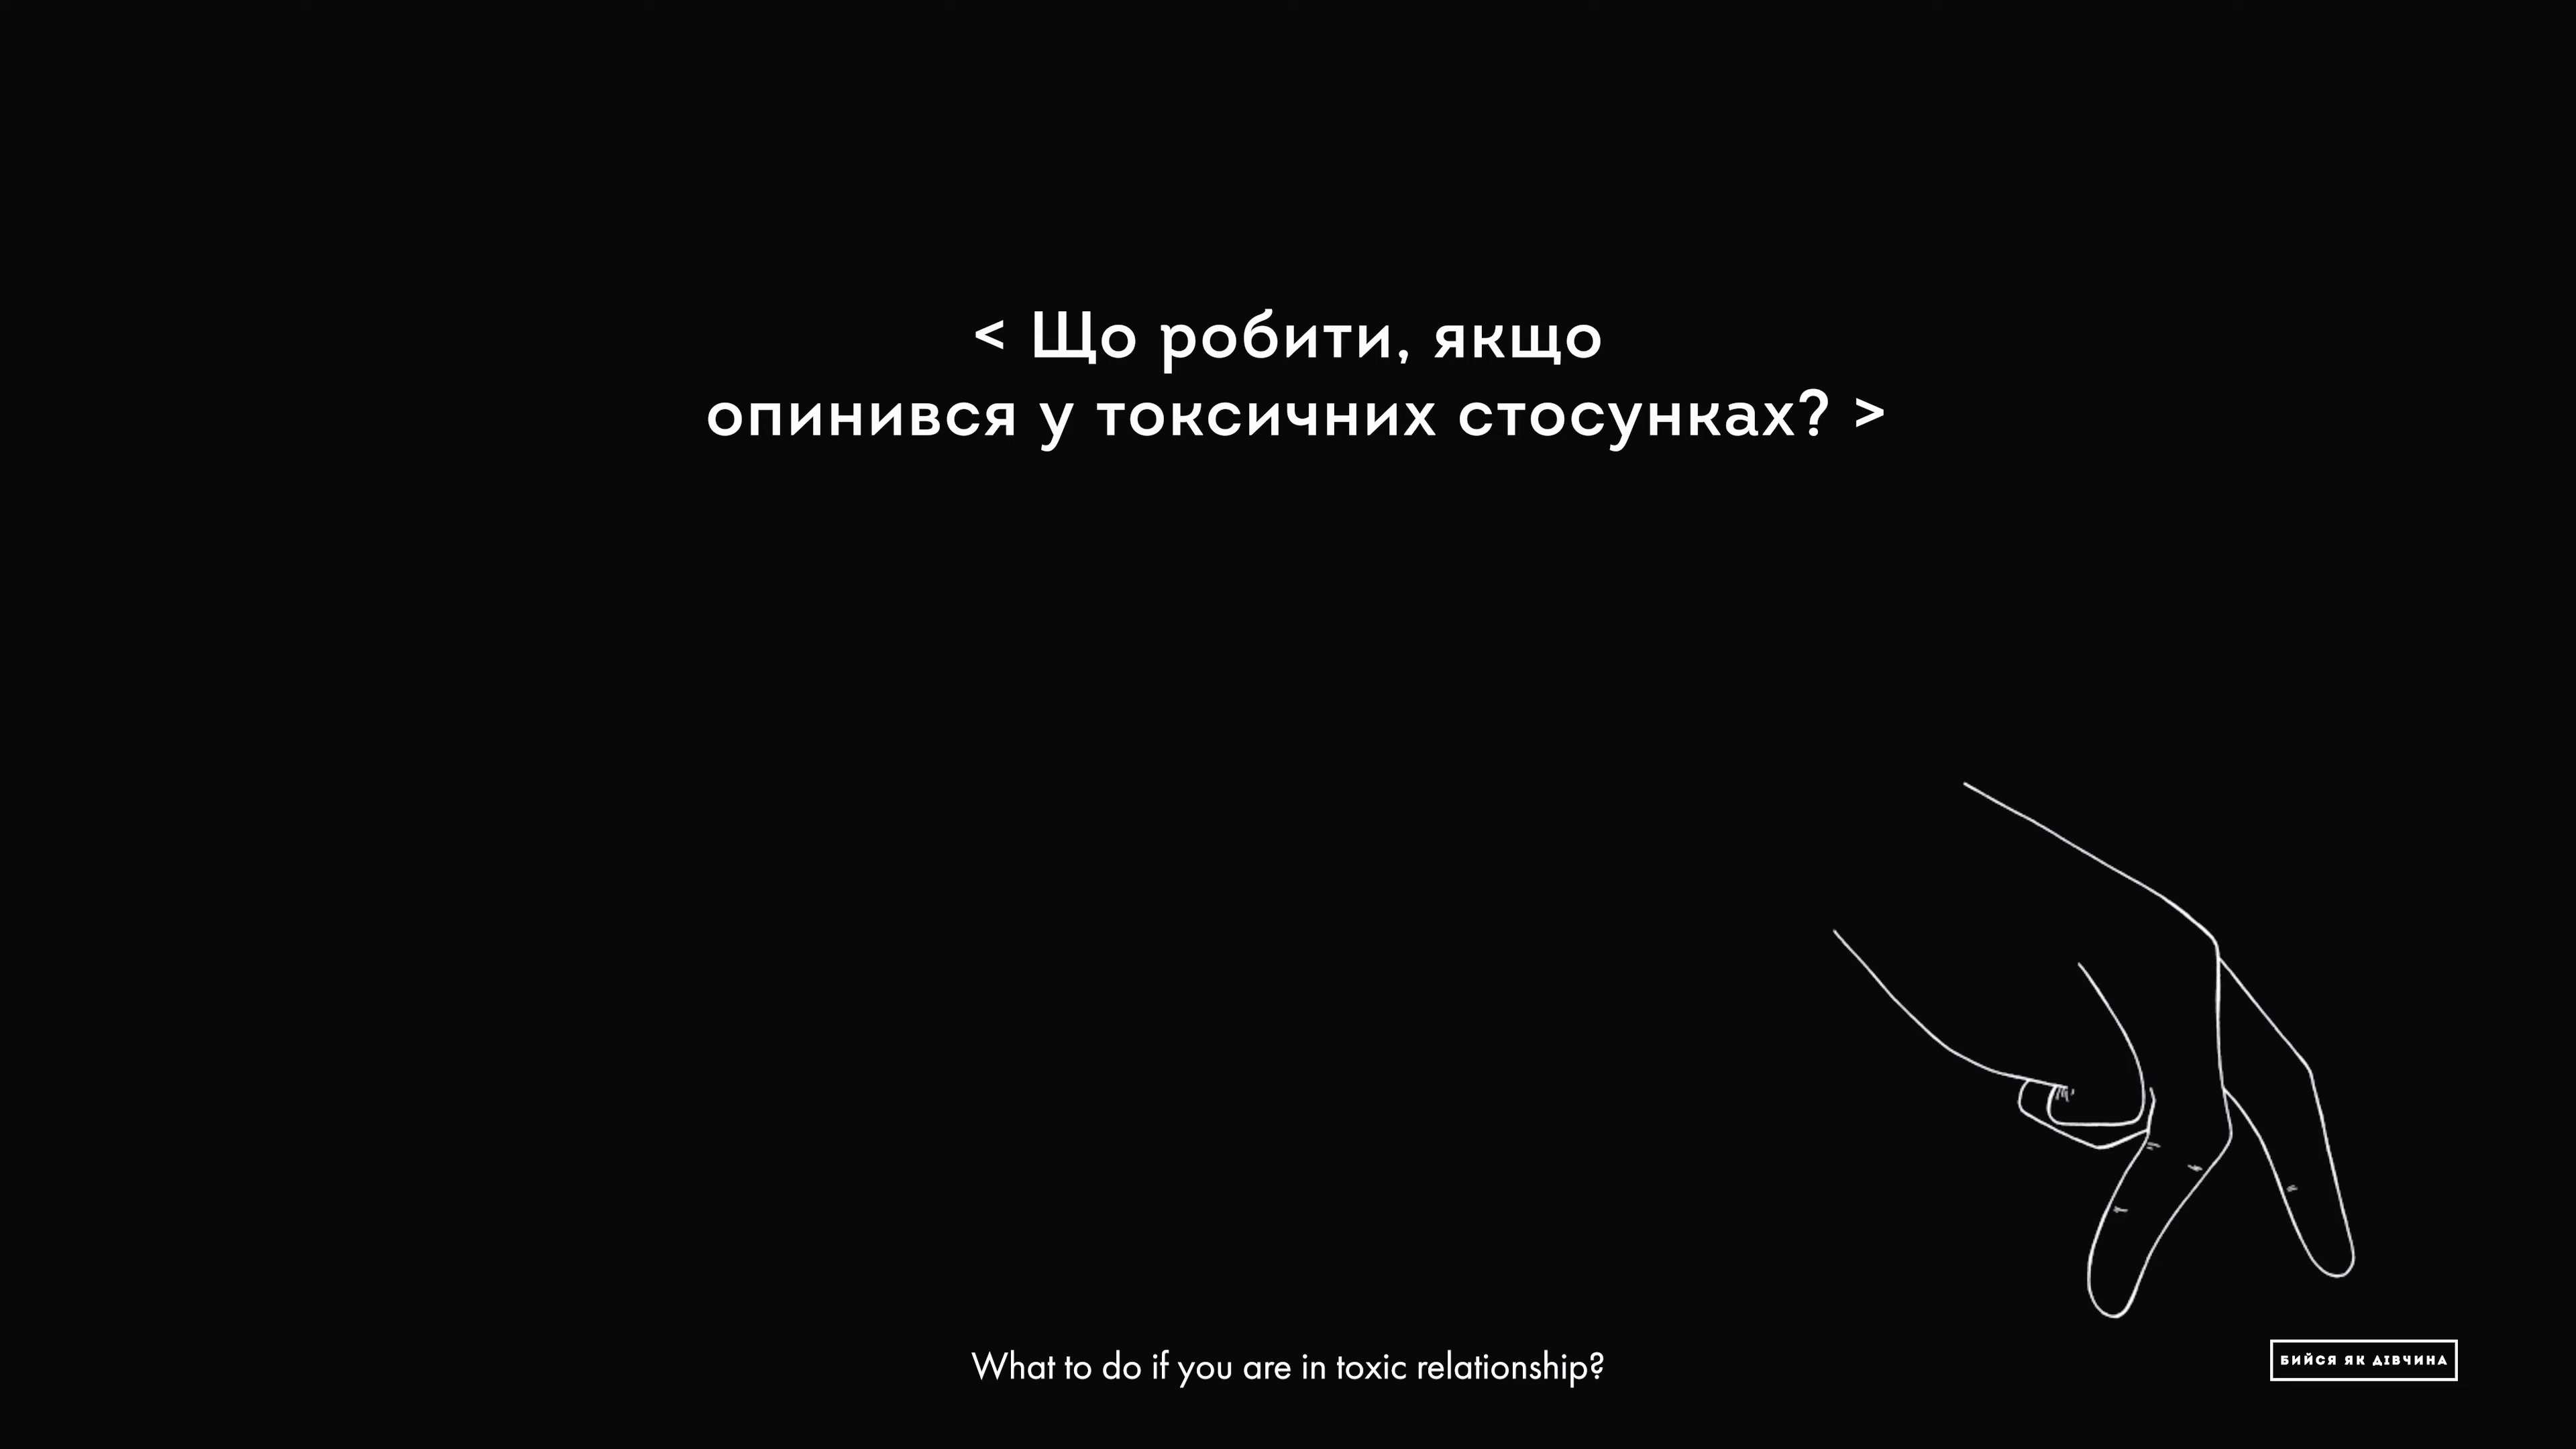 < Що робити, якщо
опинився у токсичних стосунках? >
What to do if you are in toxic relationship?
БИЙСЯ ЯК ДІВЧИНА